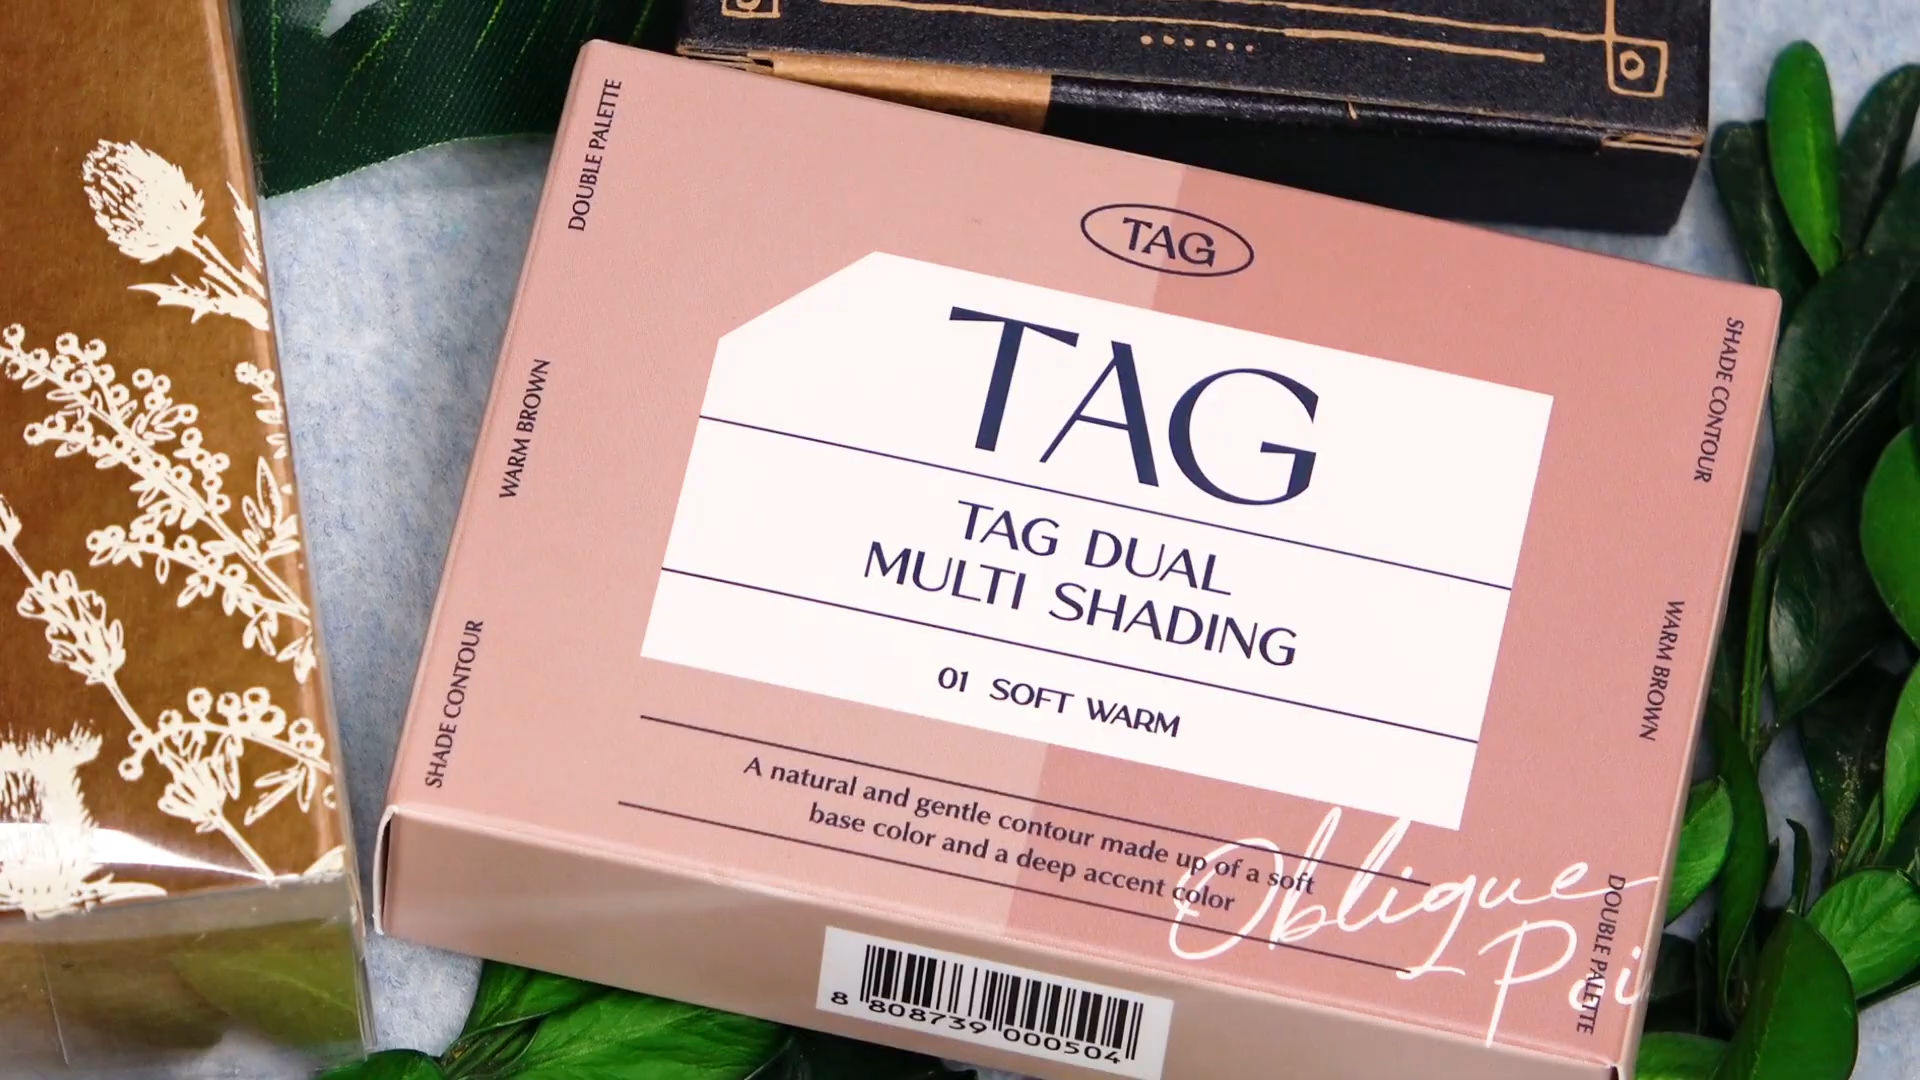 TAG
TAG
TAG DUAL
MULTI SHADING
01 SOFT WARM
A natural and gentle contour made up of a soft
base color and a deep accent color
DOUBLE PALETTE
WARM BROWN
SHADE CONTOUR
SHADE CONTOUR
WARM BROWN
DOUBLE PALETTE
Oblique
Poi
8 808739 000504